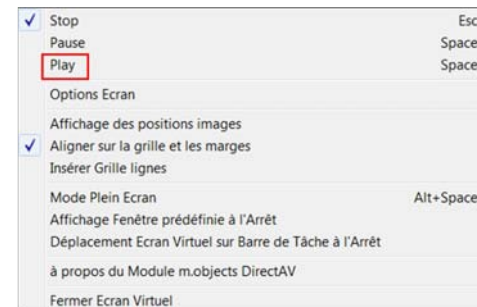 Stop Esc
Pause Space
Play Space
Options Ecran
Affichage des positions images
Aligner sur la grille et les marges
Insérer Grille lignes
Mode Plein Ecran Alt+Space
Affichage Fenêtre prédéfinie à l'Arrêt
Déplacement Ecran Virtuel sur Barre de Tâche à l'Arrêt
à propos du Module m.objects DirectAV
Fermer Ecran Virtuel